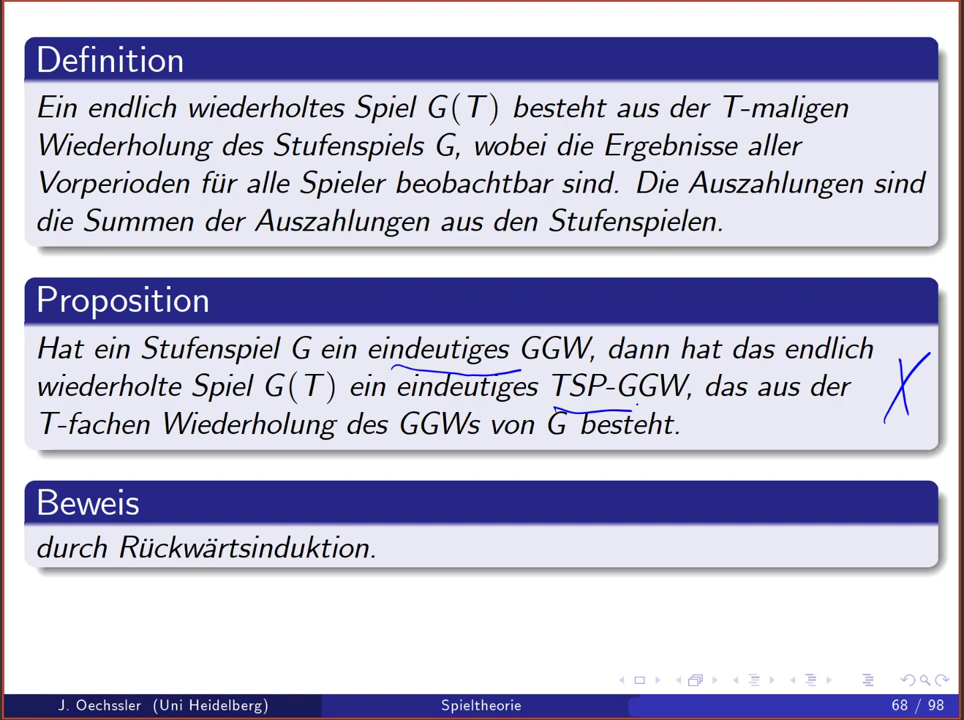 Definition
Ein endlich wiederholtes Spiel G(T) besteht aus der T-maligen
Wiederholung des Stufenspiels G, wobei die Ergebnisse aller
Vorperioden für alle Spieler beobachtbar sind. Die Auszahlungen sind
die Summen der Auszahlungen aus den Stufenspielen.
Proposition
Hat ein Stufenspiel G ein eindeutiges GGW, dann hat das endlich
wiederholte Spiel G(T) ein eindeutiges TSP-GGW, das aus der
T-fachen Wiederholung des GGWs von G besteht.
Beweis
durch Rückwärtsinduktion.
J. Oechssler (Uni Heidelberg) Spieltheorie 68 / 98